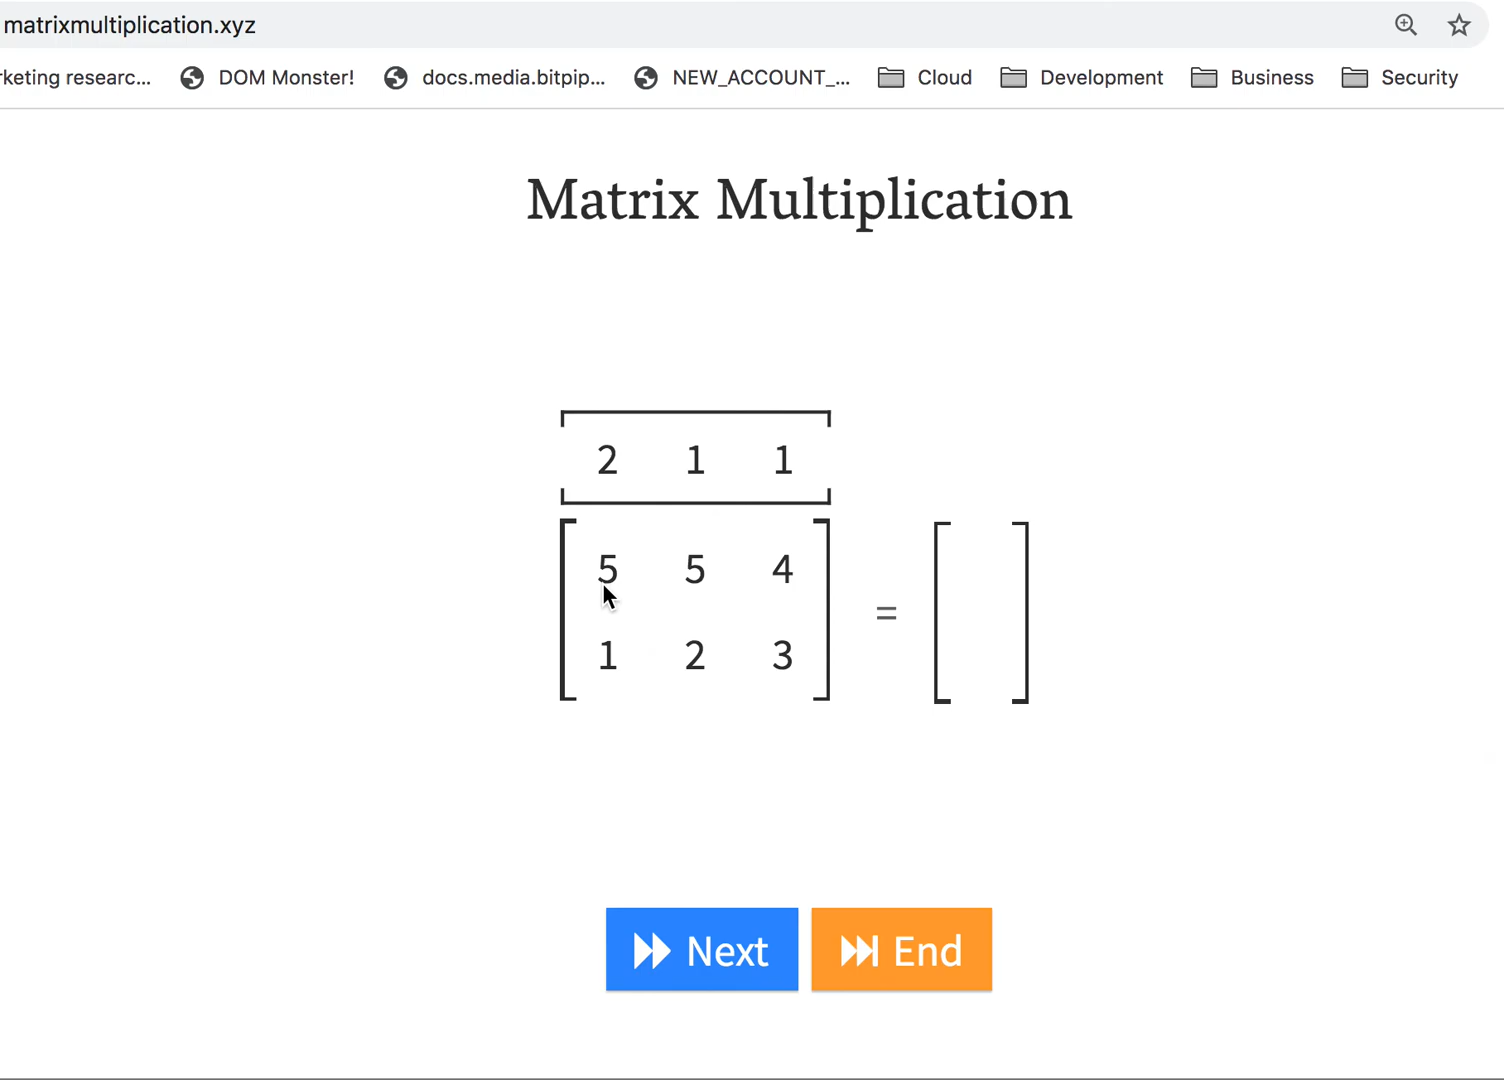 matrixmultiplication.xyz
rketing researc... DOM Monster! docs.media.bitpip... NEW_ACCOUNT_... Cloud Development Business Security
Matrix Multiplication
2 1 1
5 5 4
=
1 2 3
Next End